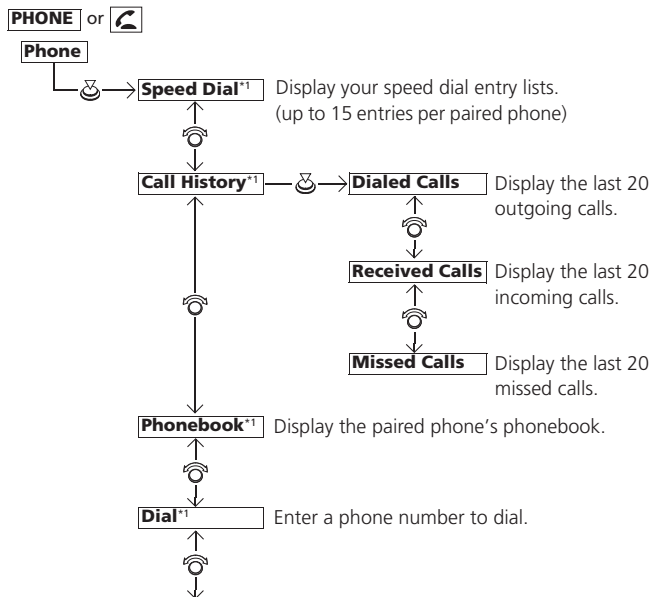 PHONE or
Phone
Speed Dial*1 Display your speed dial entry lists.
(up to 15 entries per paired phone)
Call History*1 Dialed Calls Display the last 20
outgoing calls.
Received Calls Display the last 20
incoming calls.
Missed Calls Display the last 20
missed calls.
Phonebook*1 Display the paired phone’s phonebook.
Dial*1 Enter a phone number to dial.